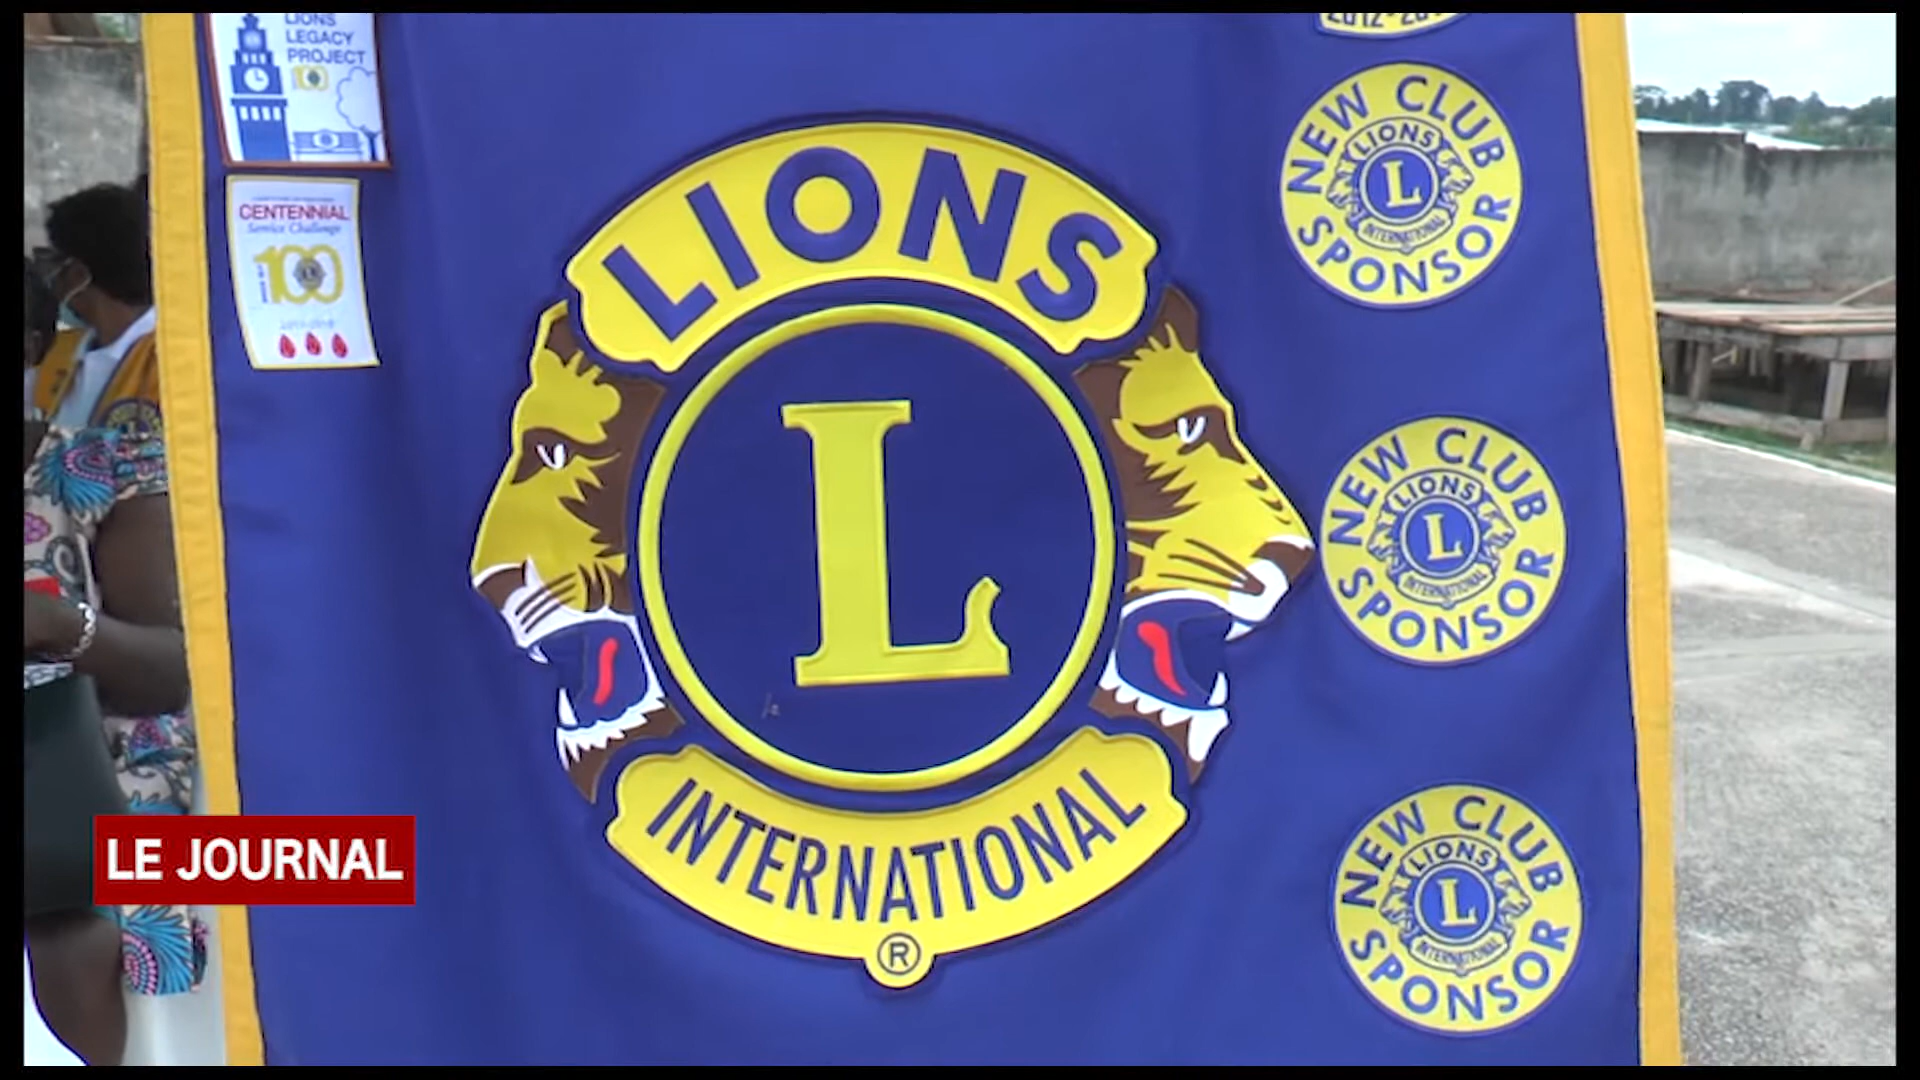 LIONS
LEGACY
PROJECT
100
CENTENNIAL
Service Challenge
100
LIONS
L
INTERNATIONAL
®
NEW CLUB
LIONS
L
INTERNATIONAL
SPONSOR
NEW CLUB
LIONS
L
INTERNATIONAL
SPONSOR
NEW CLUB
LIONS
L
INTERNATIONAL
SPONSOR
LE JOURNAL